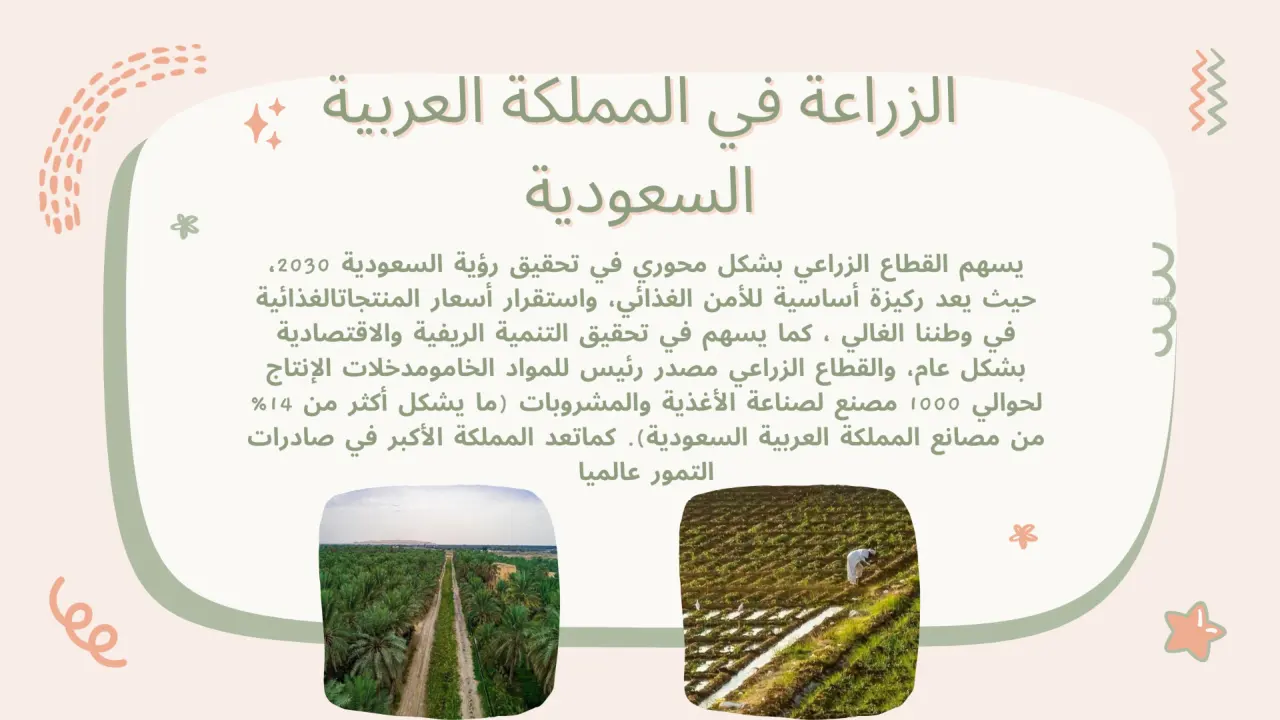 الزراعة في المملكة العربية
السعودية
يسهم القطاع الزراعي بشكل محوري في تحقيق رؤية السعودية 2030،
حيث يعد ركيزة أساسية للأمن الغذائي، واستقرار أسعار المنتجاتالغذائية
في وطننا الغالي ، كما يسهم في تحقيق التنمية الريفية والاقتصادية
بشكل عام، والقطاع الزراعي مصدر رئيس للمواد الخامومدخلات الإنتاج
لحوالي 1000 مصنع لصناعة الأغذية والمشروبات (ما يشكل أكثر من 14%
من مصانع المملكة العربية السعودية). كماتعد المملكة الأكبر في صادرات
التمور عالميا